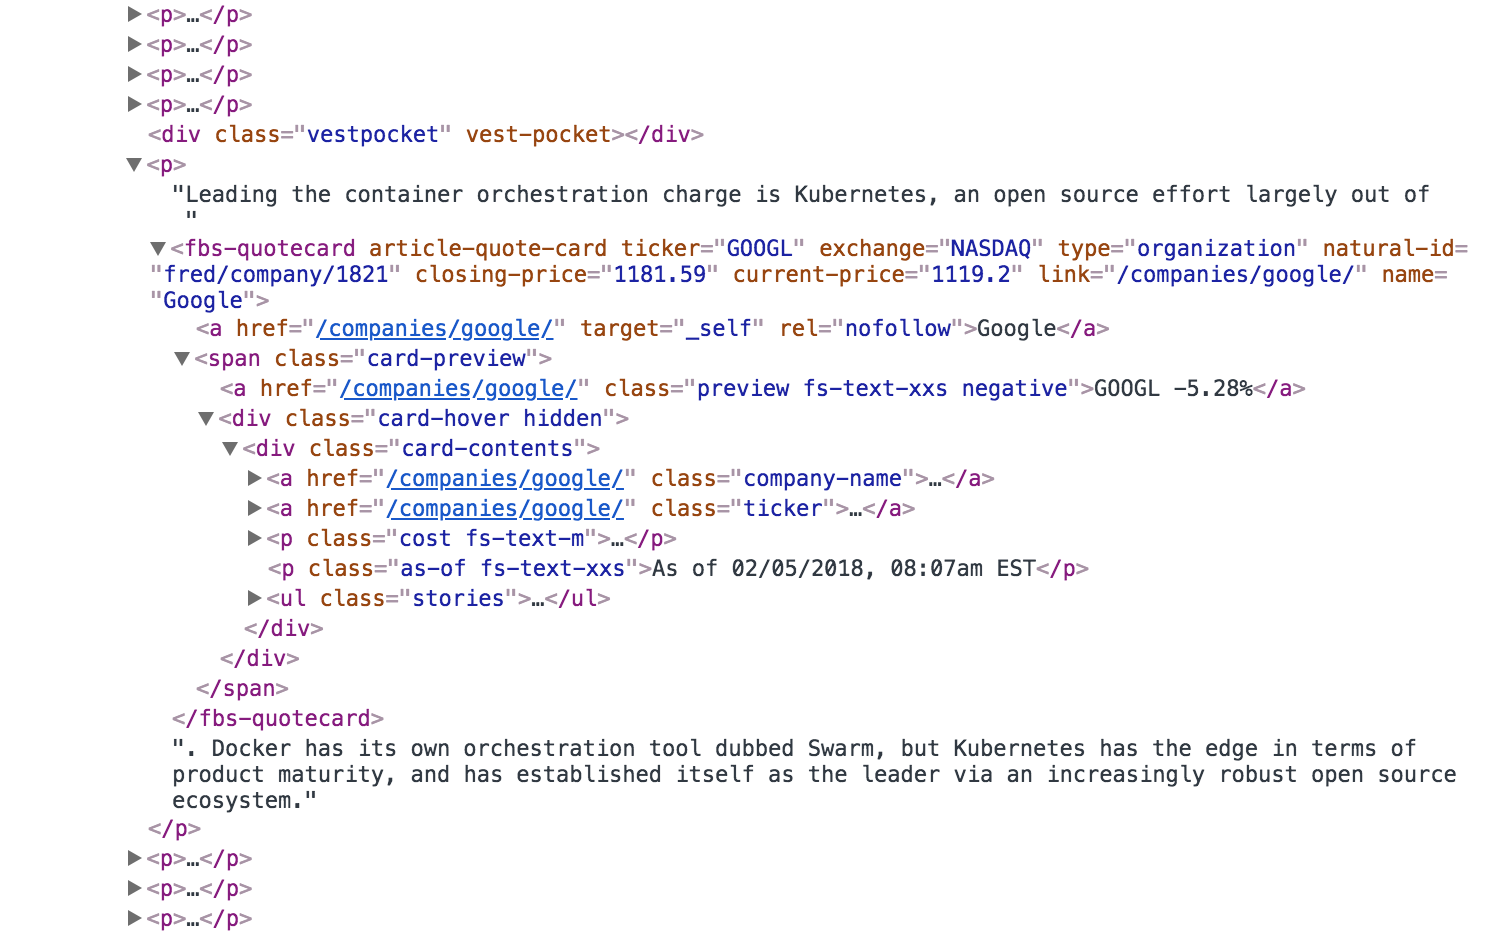 ▶<p>…</p>
▶<p>…</p>
▶<p>…</p>
▶<p>…</p>
<div class="vestpocket" vest-pocket></div>
▼<p>
"Leading the container orchestration charge is Kubernetes, an open source effort largely out of
"
▼<fbs-quotecard article-quote-card ticker="GOOGL" exchange="NASDAQ" type="organization" natural-id=
"fred/company/1821" closing-price="1181.59" current-price="1119.2" link="/companies/google/" name=
"Google">
<a href="/companies/google/" target="_self" rel="nofollow">Google</a>
▼<span class="card-preview">
<a href="/companies/google/" class="preview fs-text-xxs negative">GOOGL -5.28%</a>
▼<div class="card-hover hidden">
▼<div class="card-contents">
▶<a href="/companies/google/" class="company-name">…</a>
▶<a href="/companies/google/" class="ticker">…</a>
▶<p class="cost fs-text-m">…</p>
<p class="as-of fs-text-xxs">As of 02/05/2018, 08:07am EST</p>
▶<ul class="stories">…</ul>
</div>
</div>
</span>
</fbs-quotecard>
". Docker has its own orchestration tool dubbed Swarm, but Kubernetes has the edge in terms of
product maturity, and has established itself as the leader via an increasingly robust open source
ecosystem."
</p>
▶<p>…</p>
▶<p>…</p>
▶<p>…</p>